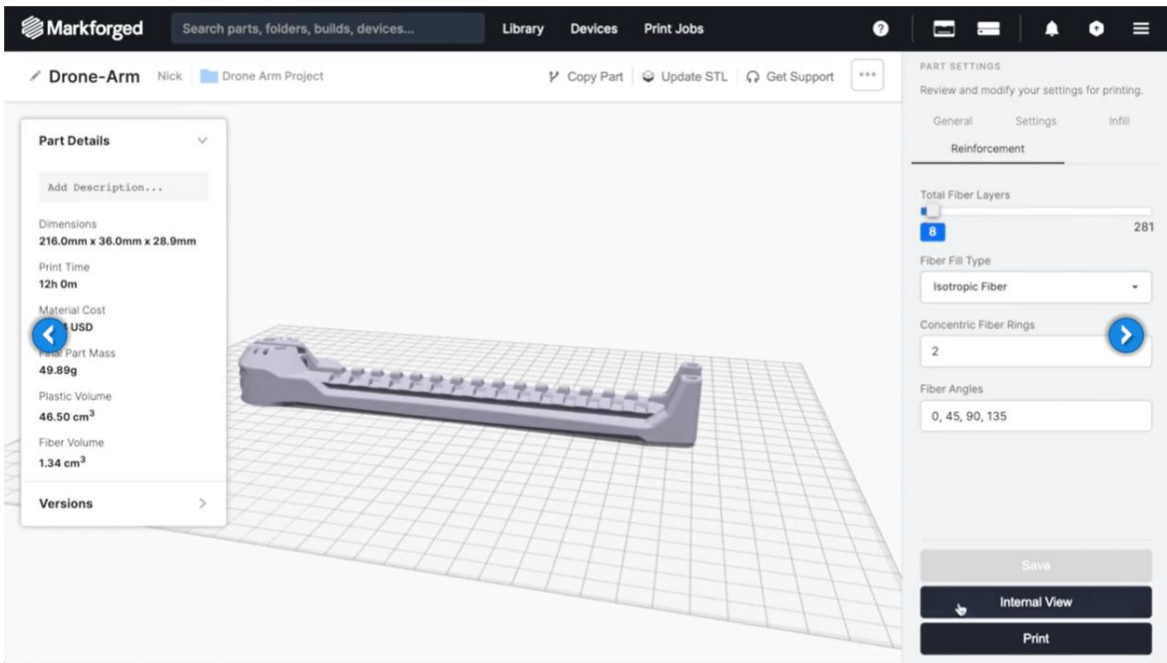 Markforged
Search parts, folders, builds, devices...
Library
Devices
Print Jobs
?
Drone-Arm
Nick
Drone Arm Project
Copy Part
Update STL
Get Support
Part Details
Add Description...
Dimensions
216.0mm x 36.0mm x 28.9mm
Print Time
12h 0m
Material Cost
USD
Final Part Mass
49.89g
Plastic Volume
46.50 cm³
Fiber Volume
1.34 cm³
Versions
PART SETTINGS
Review and modify your settings for printing.
General
Settings
Infill
Reinforcement
Total Fiber Layers
8
281
Fiber Fill Type
Isotropic Fiber
Concentric Fiber Rings
2
Fiber Angles
0, 45, 90, 135
Save
Internal View
Print